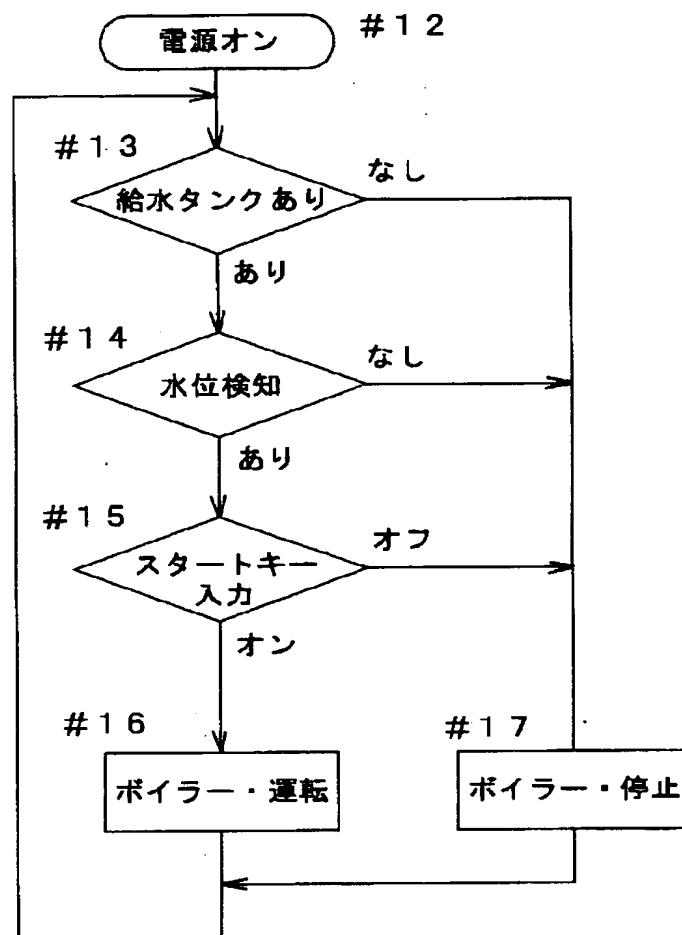 電源オン
#12
#13
給水タンクあり
なし
あり
#14
水位検知
なし
あり
#15
スタートキー
入力
オフ
オン
#16
ボイラー・運転
#17
ボイラー・停止